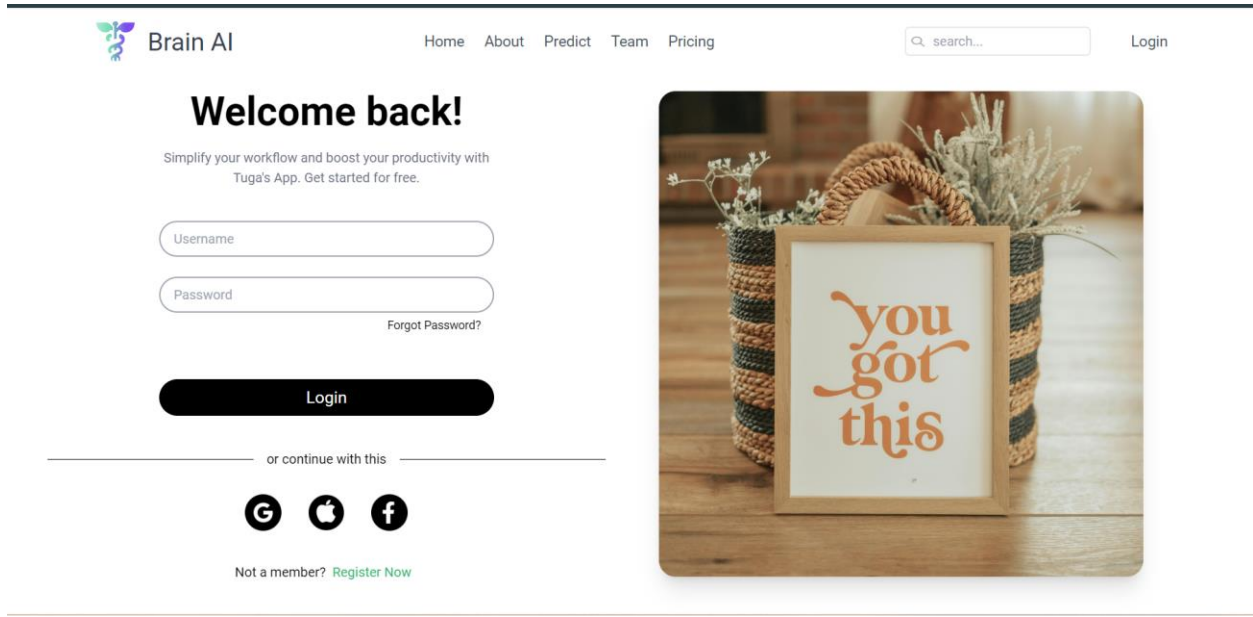 Brain AI
Home About Predict Team Pricing
search...
Login
Welcome back!
Simplify your workflow and boost your productivity with
Tuga's App. Get started for free.
Username
Password
Forgot Password?
Login
or continue with this
G
f
Not a member? Register Now
you
got
this